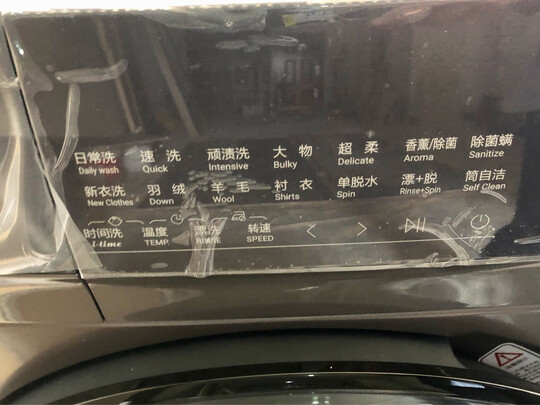 日常洗 速洗 顽渍洗 大物 超柔 香薰/除菌 除菌螨
Daily wash Quick Intensive Bulky Delicate Aroma Sanitize
新衣洗 羽绒 羊毛 衬衣 单脱水 漂+脱 筒自洁
New Clothes Down Wool Shirts Spin Rinse+Spin Self Clean
时间洗 温度 洗 转速
i-time TEMP SPEED